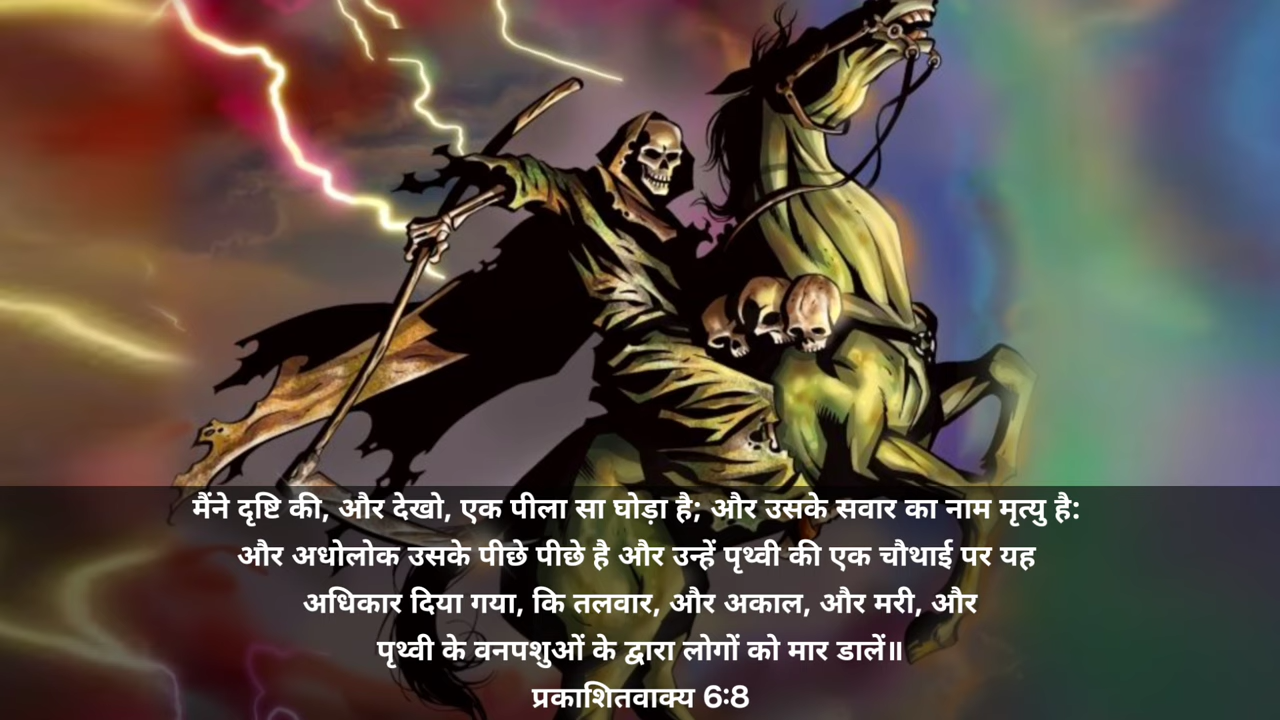 मैंने दृष्टि की, और देखो, एक पीला सा घोड़ा है; और उसके सवार का नाम मृत्यु है:
और अधोलोक उसके पीछे पीछे है और उन्हें पृथ्वी की एक चौथाई पर यह
अधिकार दिया गया, कि तलवार, और अकाल, और मरी, और
पृथ्वी के वनपशुओं के द्वारा लोगों को मार डालें॥
प्रकाशितवाक्य 6:8